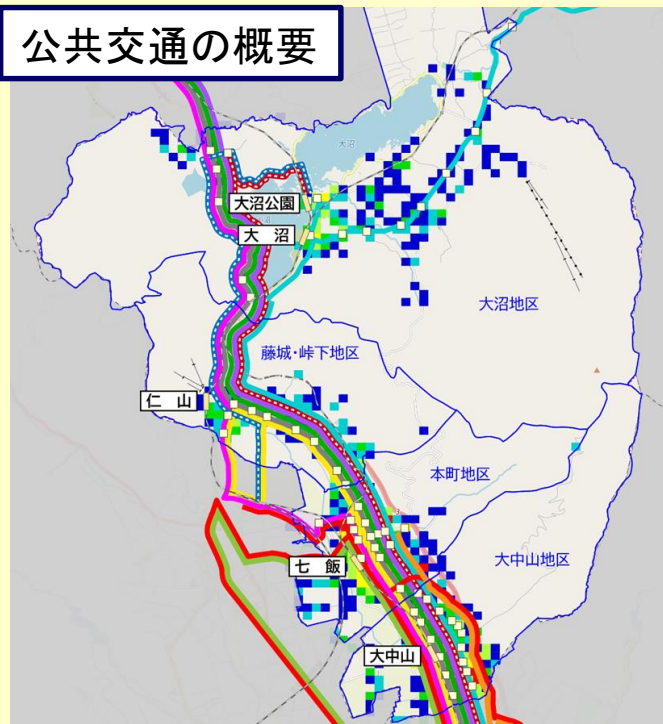 公共交通の概要
大沼
大沼公園
大　沼
大沼地区
藤城・峠下地区
仁　山
本町地区
大中山地区
七　飯
大中山